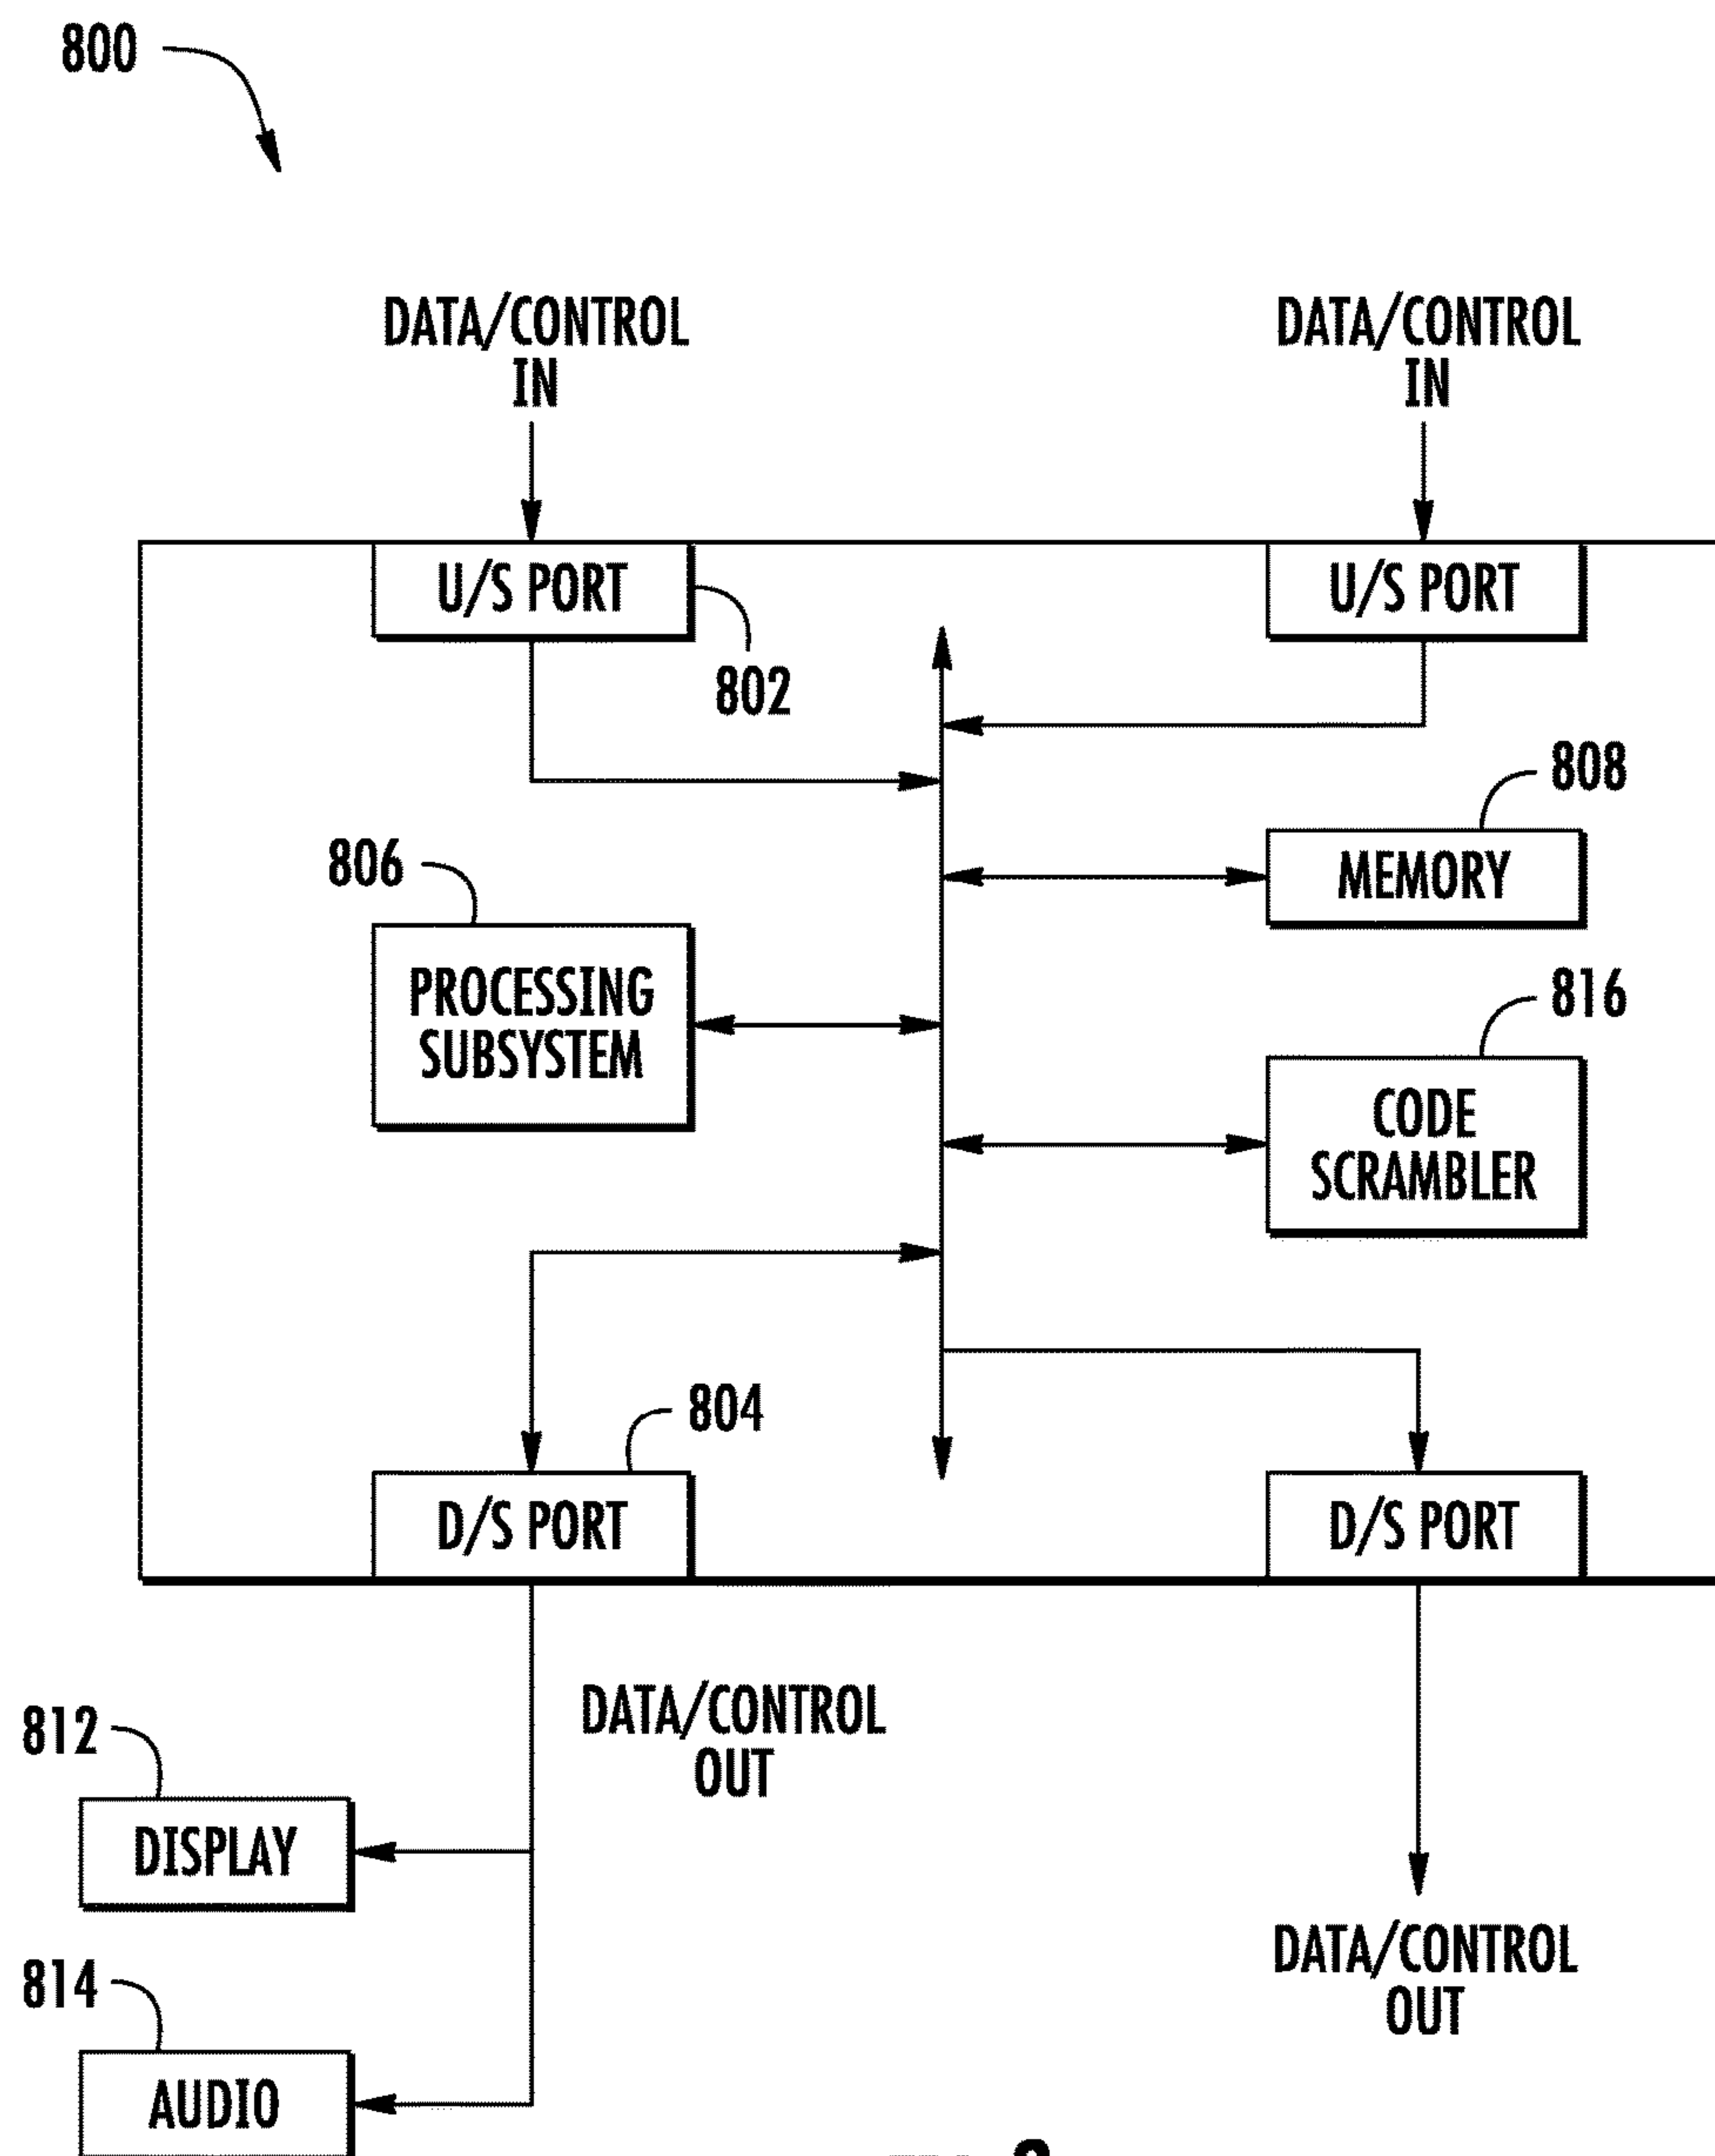 800
DATA/CONTROL
IN
DATA/CONTROL
IN
U/S PORT
U/S PORT
802
808
MEMORY
806
PROCESSING
SUBSYSTEM
816
CODE
SCRAMBLER
804
D/S PORT
D/S PORT
DATA/CONTROL
OUT
812
DISPLAY
DATA/CONTROL
OUT
814
AUDIO